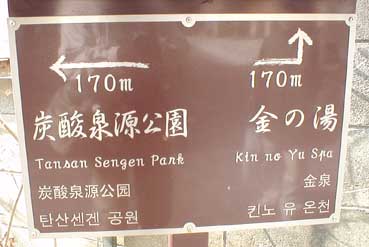 170m
炭酸泉源公園
Tansan Sengen Park
炭酸泉源公园
탄산센겐 공원
170m
金の湯
Kin no Yu Spa
金泉
킨노 유 온천